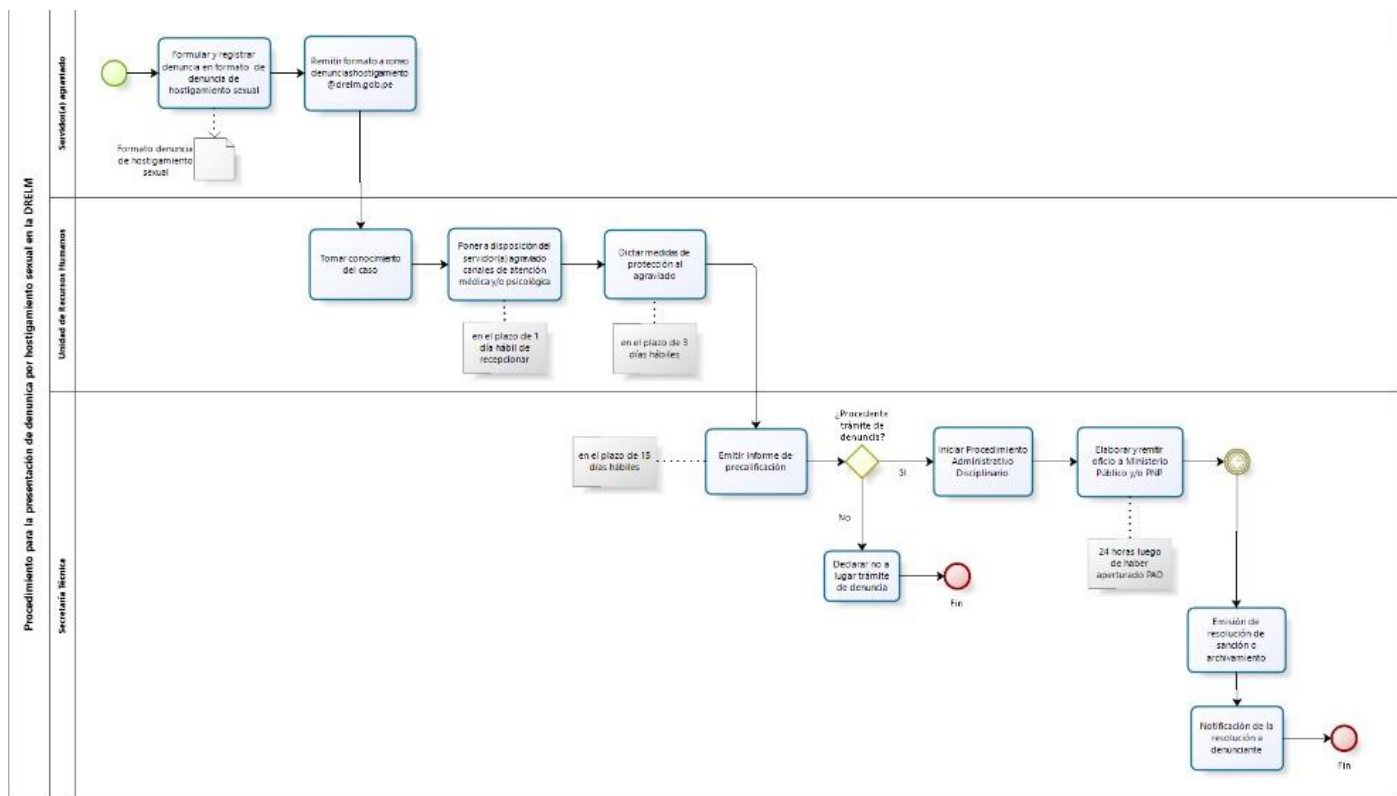 Procedimiento para la presentación de denunica por hostigamiento sexual en la DRELM
Servidor(a) agraviado
Formular y registrar
denuncia en formato de
denuncia de
hostigamiento sexual
Remitir formato a correo
denunciashostigamiento
@drelm.gob.pe
Formato denuncia
de hostigamiento
sexual
Unidad de Recursos Humanos
Tomar conocimiento
del caso
Poner a disposición del
servidor(a) agraviado
canales de atención
médica y/o psicológica
Dictar medidas de
protección al
agraviado
en el plazo de 1
día hábil de
recepcionar
en el plazo de 3
días hábiles
Secretaría Técnica
en el plazo de 15
días hábiles
Emitir informe de
precalificación
¿Procedente
trámite de
denuncia?
Si
No
Iniciar Procedimiento
Administrativo
Disciplinario
Elaborar y remitir
oficio a Ministerio
Público y/o PNP
24 horas luego
de haber
aperturado PAD
Declarar no a
lugar trámite
de denuncia
Fin
Emisión de
resolución de
sanción o
archivamiento
Notificación de la
resolución a
denunciante
Fin